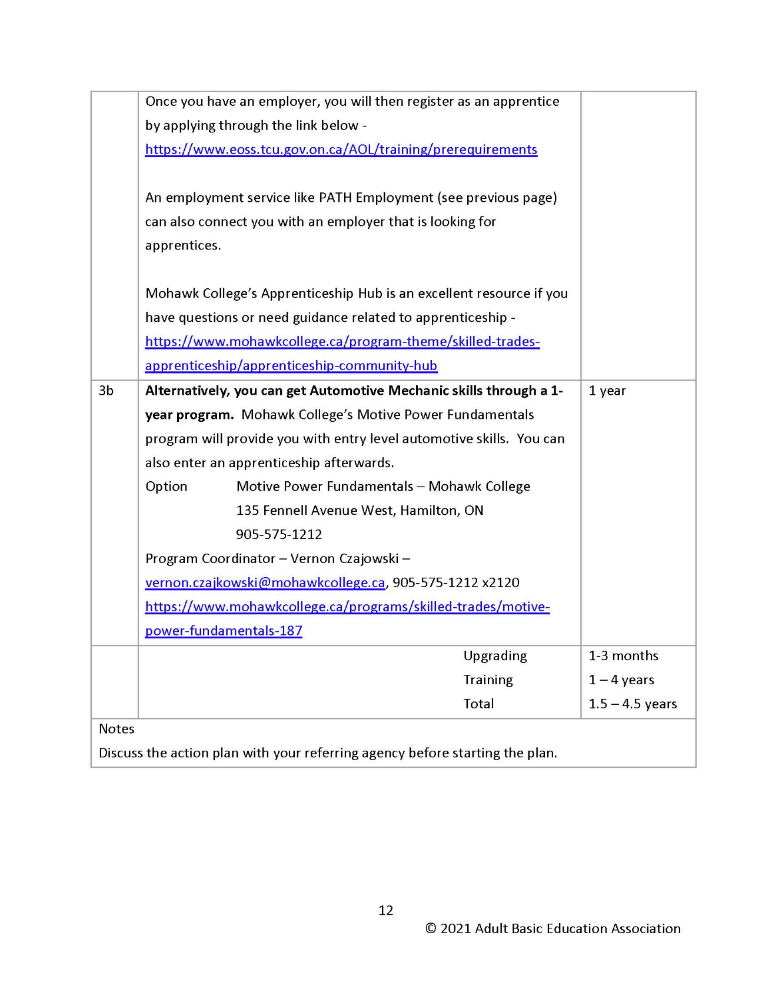 Once you have an employer, you will then register as an apprentice
by applying through the link below -
https://www.eoss.tcu.gov.on.ca/AOL/training/prerequirements
An employment service like PATH Employment (see previous page)
can also connect you with an employer that is looking for
apprentices.
Mohawk College’s Apprenticeship Hub is an excellent resource if you
have questions or need guidance related to apprenticeship -
https://www.mohawkcollege.ca/program-theme/skilled-trades-
apprenticeship/apprenticeship-community-hub
3b Alternatively, you can get Automotive Mechanic skills through a 1- 1 year
year program. Mohawk College’s Motive Power Fundamentals
program will provide you with entry level automotive skills. You can
also enter an apprenticeship afterwards.
Option Motive Power Fundamentals – Mohawk College
135 Fennell Avenue West, Hamilton, ON
905-575-1212
Program Coordinator – Vernon Czajowski –
vernon.czajkowski@mohawkcollege.ca, 905-575-1212 x2120
https://www.mohawkcollege.ca/programs/skilled-trades/motive-
power-fundamentals-187
Upgrading 1-3 months
Training 1 – 4 years
Total 1.5 – 4.5 years
Notes
Discuss the action plan with your referring agency before starting the plan.
12
© 2021 Adult Basic Education Association